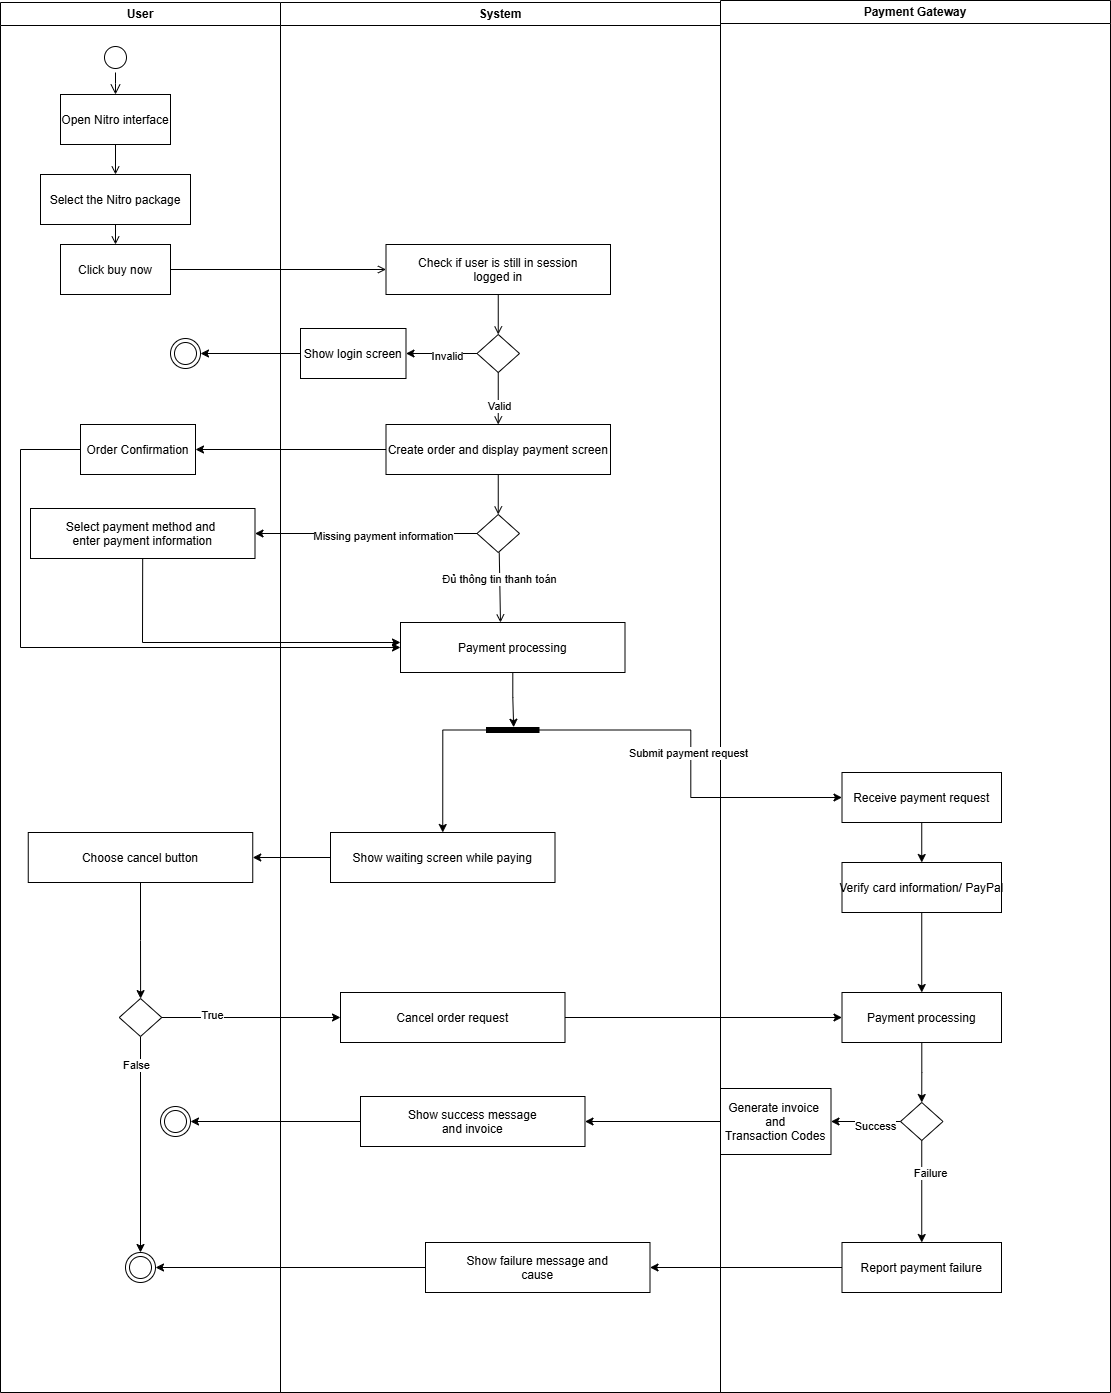 User
System
Payment Gateway
Open Nitro interface
Select the Nitro package
Click buy now
Check if user is still in session
logged in
Show login screen
Invalid
Valid
Order Confirmation
Create order and display payment screen
Select payment method and
enter payment information
Missing payment information
Đủ thông tin thanh toán
Payment processing
Submit payment request
Receive payment request
Choose cancel button
Show waiting screen while paying
Verify card information/ PayPal
True
Cancel order request
Payment processing
False
Show success message
and invoice
Generate invoice
and
Transaction Codes
Success
Failure
Show failure message and
cause
Report payment failure